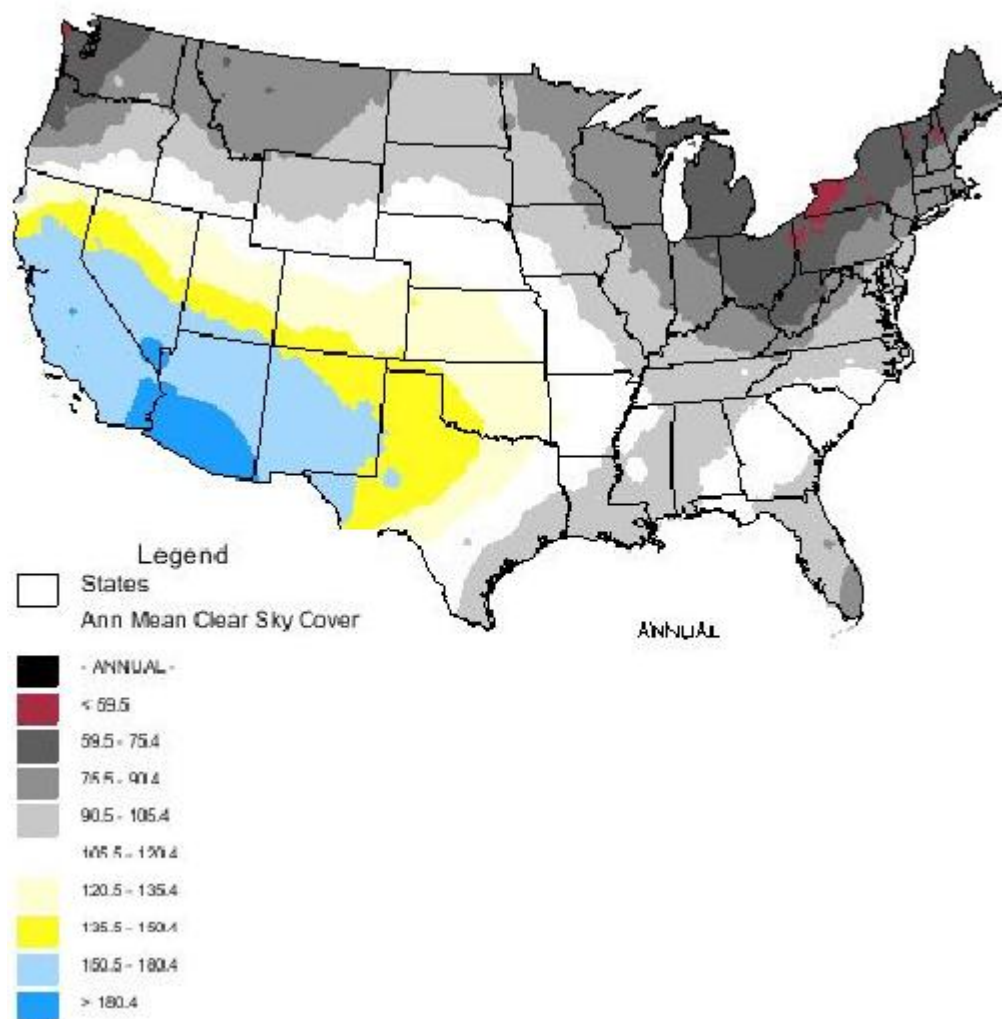 Legend
States
Ann Mean Clear Sky Cover
ANNUAL
- ANNUAL -
< 59.5
59.5 - 75.4
75.5 - 90.4
90.5 - 105.4
105.5 - 120.4
120.5 - 135.4
135.5 - 150.4
150.5 - 180.4
> 180.4